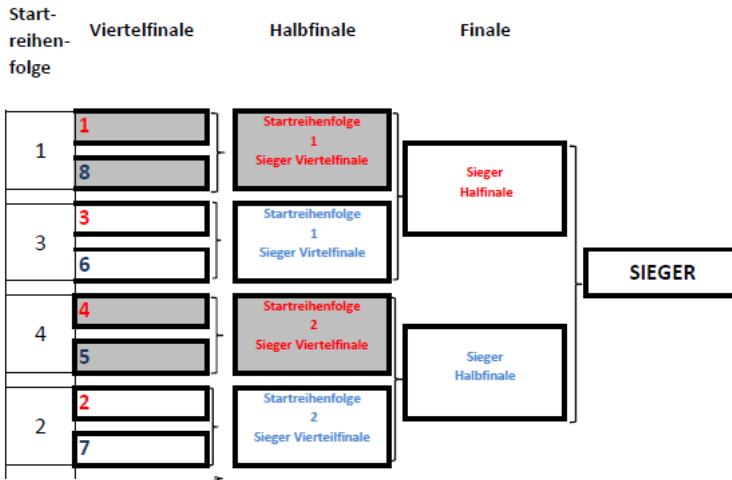 Start-
reihen-
folge
Viertelfinale
Halbfinale
Finale
1
1
8
Startreihenfolge
1
Sieger Viertelfinale
3
3
6
Startreihenfolge
1
Sieger Virtelfinale
Sieger
Halfinale
SIEGER
4
4
5
Startreihenfolge
2
Sieger Viertelfinale
2
2
7
Startreihenfolge
2
Sieger Vierteilfinale
Sieger
Halbfinale